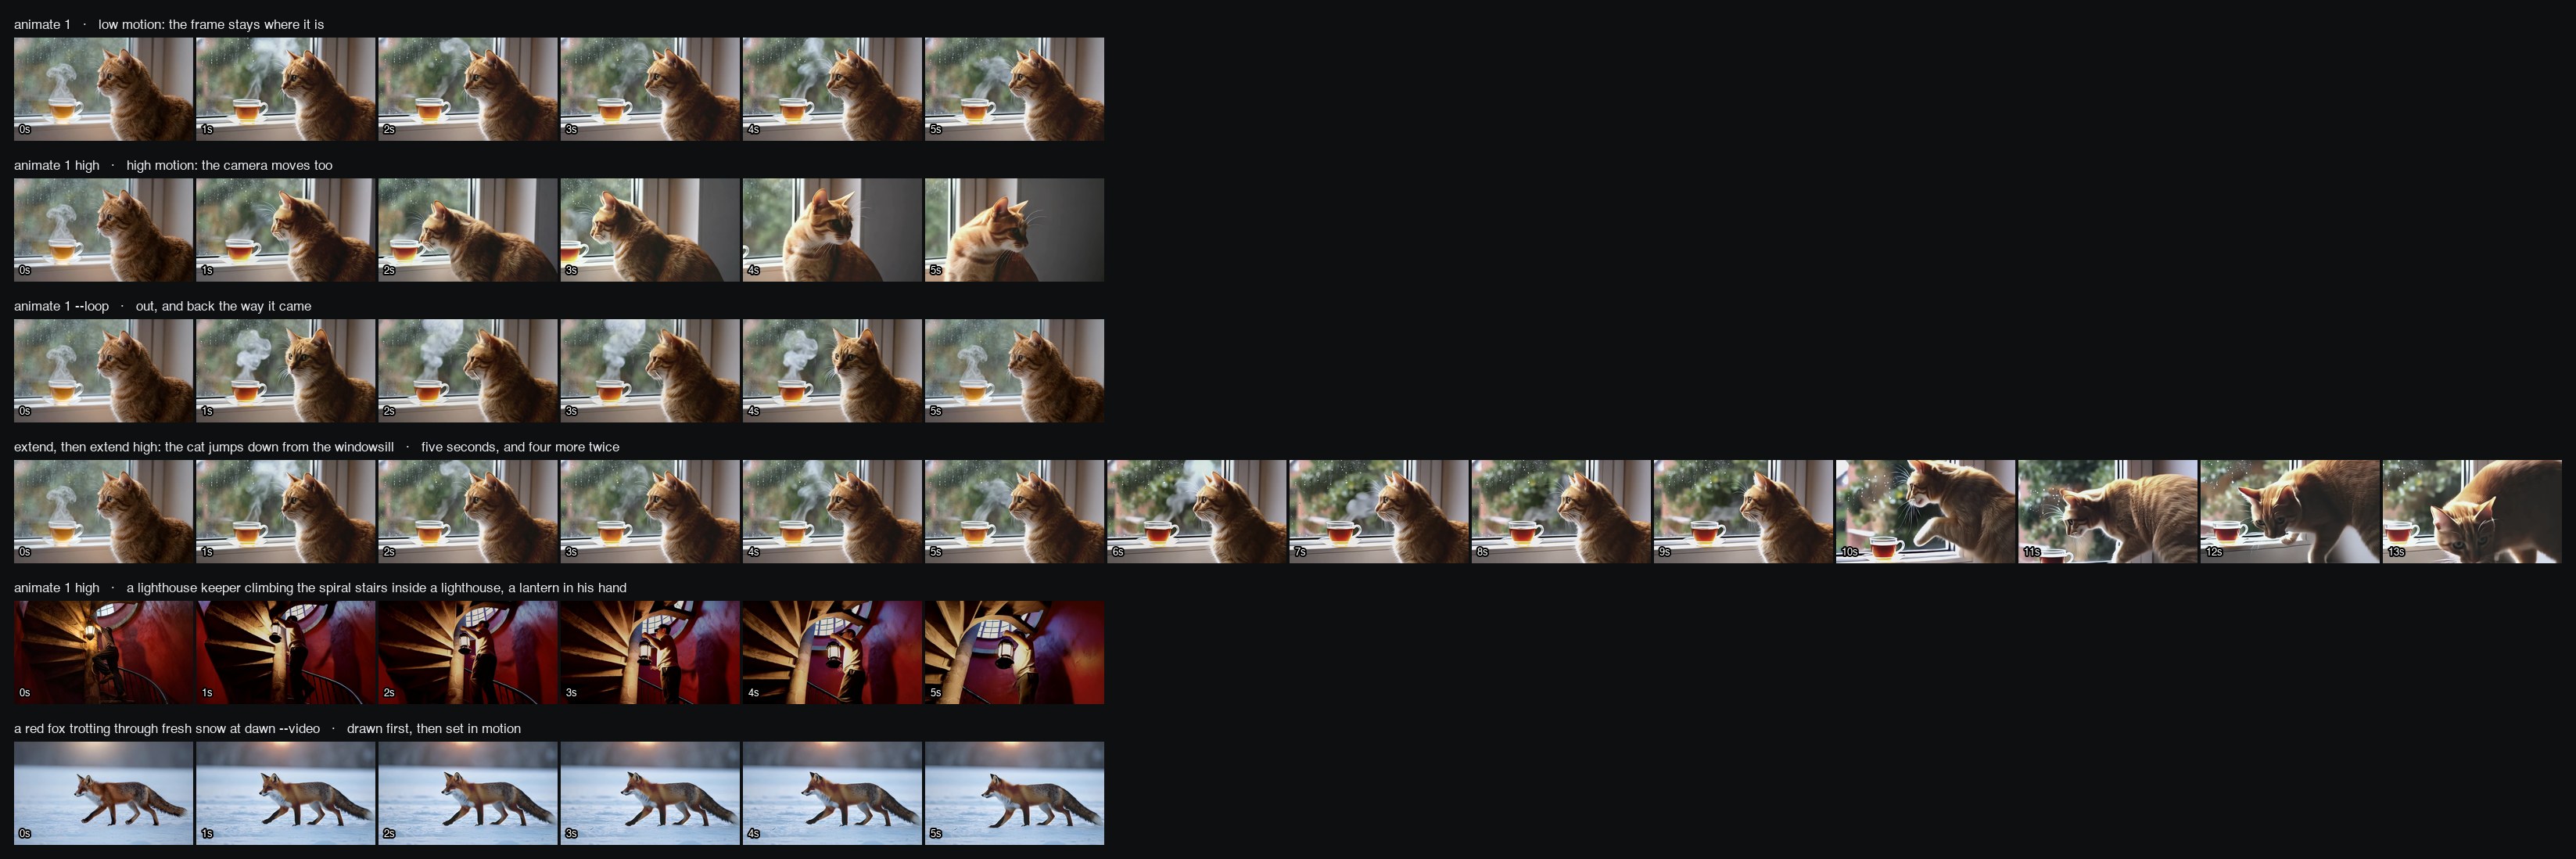 animate 1 · low motion: the frame stays where it is
0s 1s 2s 3s 4s 5s
animate 1 high · high motion: the camera moves too
0s 1s 2s 3s 4s 5s
animate 1 --loop · out, and back the way it came
0s 1s 2s 3s 4s 5s
extend, then extend high: the cat jumps down from the windowsill · five seconds, and four more twice
0s 1s 2s 3s 4s 5s 6s 7s 8s 9s 10s 11s 12s 13s
animate 1 high · a lighthouse keeper climbing the spiral stairs inside a lighthouse, a lantern in his hand
0s 1s 2s 3s 4s 5s
a red fox trotting through fresh snow at dawn --video · drawn first, then set in motion
0s 1s 2s 3s 4s 5s